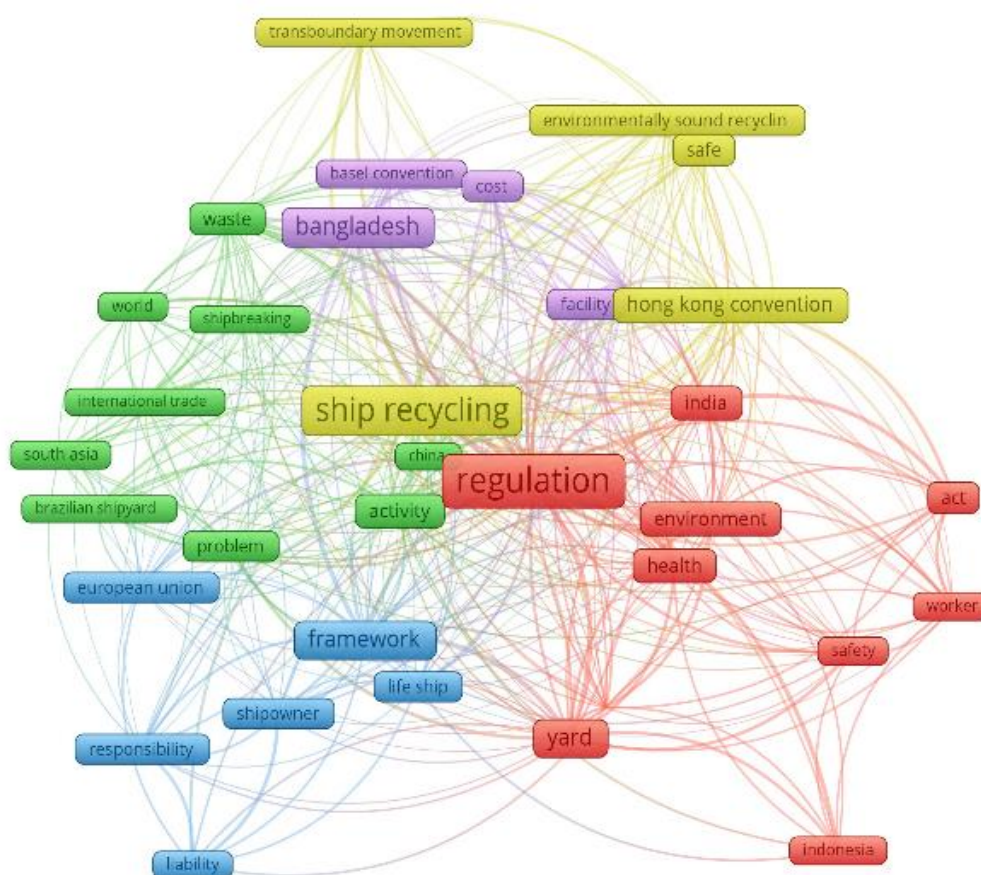 transboundary movement
environmentally sound recyclin
safe
basel convention
cost
waste
bangladesh
world
shipbreaking
facility
hong kong convention
international trade
ship recycling
india
south asia
china
regulation
brazilian shipyard
activity
environment
act
problem
health
european union
worker
framework
safety
life ship
shipowner
yard
responsibility
indonesia
liability